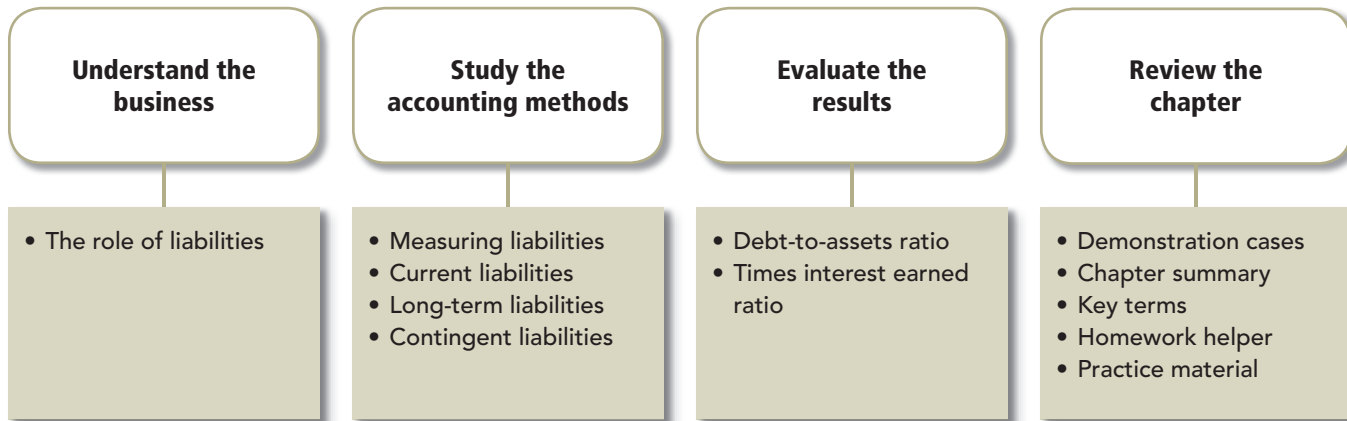 Understand the
business
• The role of liabilities
Study the
accounting methods
• Measuring liabilities
• Current liabilities
• Long-term liabilities
• Contingent liabilities
Evaluate the
results
• Debt-to-assets ratio
• Times interest earned
ratio
Review the
chapter
• Demonstration cases
• Chapter summary
• Key terms
• Homework helper
• Practice material